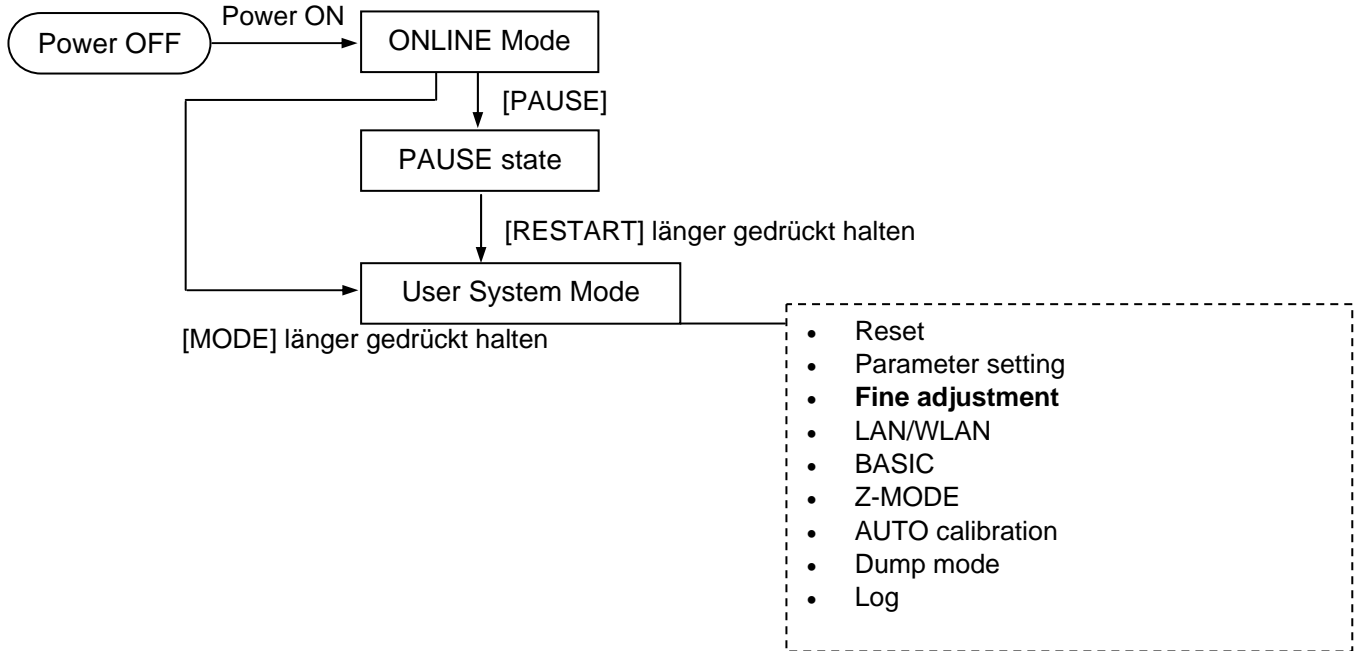 Power ON
Power OFF
ONLINE Mode
[PAUSE]
PAUSE state
[RESTART] länger gedrückt halten
User System Mode
[MODE] länger gedrückt halten
• Reset
• Parameter setting
• Fine adjustment
• LAN/WLAN
• BASIC
• Z-MODE
• AUTO calibration
• Dump mode
• Log